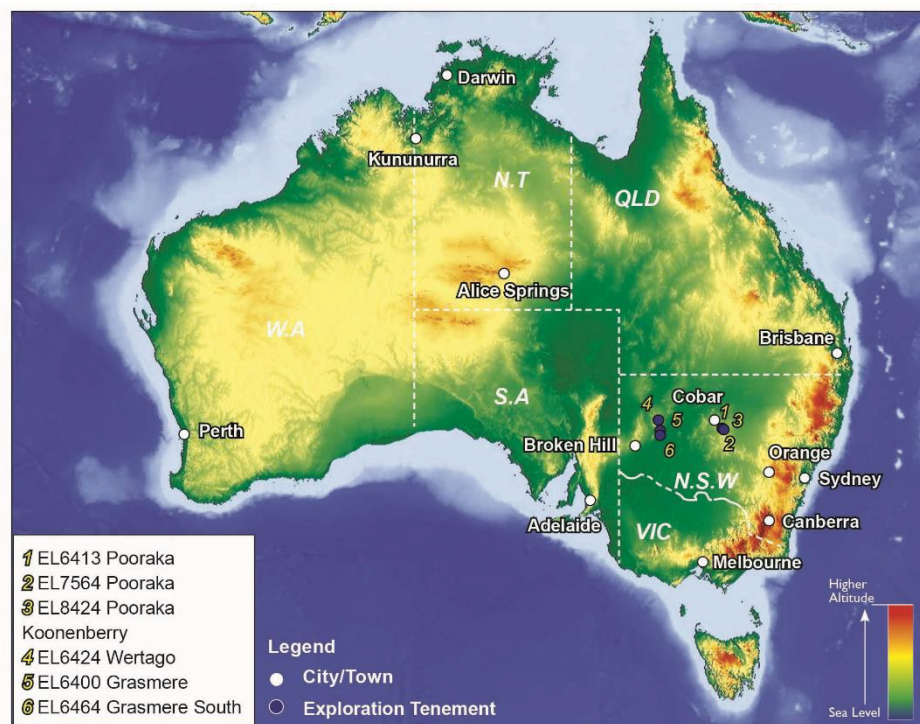 Darwin
Kununurra
N.T
QLD
Alice Springs
W.A
Brisbane
S.A
Cobar
4
1
5
3
Perth
Broken Hill
6
2
Orange
N.S.W
Sydney
Adelaide
VIC
Canberra
Melbourne
1 EL6413 Pooraka
2 EL7564 Pooraka
3 EL8424 Pooraka
Koonenberry
4 EL6424 Wertago
5 EL6400 Grasmere
6 EL6464 Grasmere South
Legend
City/Town
Exploration Tenement
Higher
Altitude
Sea Level